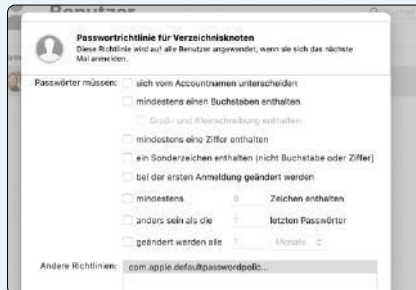 Benutzer
Passwortrichtlinie für Verzeichnisknoten
Diese Richtlinie wird auf alle Benutzer angewendet, wenn sie sich das nächste
Mal anmelden.
Passwörter müssen: sich vom Accountnamen unterscheiden
mindestens einen Buchstaben enthalten
Groß- und Kleinschreibung enthalten
mindestens eine Ziffer enthalten
ein Sonderzeichen enthalten (nicht Buchstabe oder Ziffer)
bei der ersten Anmeldung geändert werden
mindestens 8 Zeichen enthalten
anders sein als die 1 letzten Passwörter
geändert werden alle 1 Monate
Andere Richtlinien: com.apple.defaultpasswordpolic...